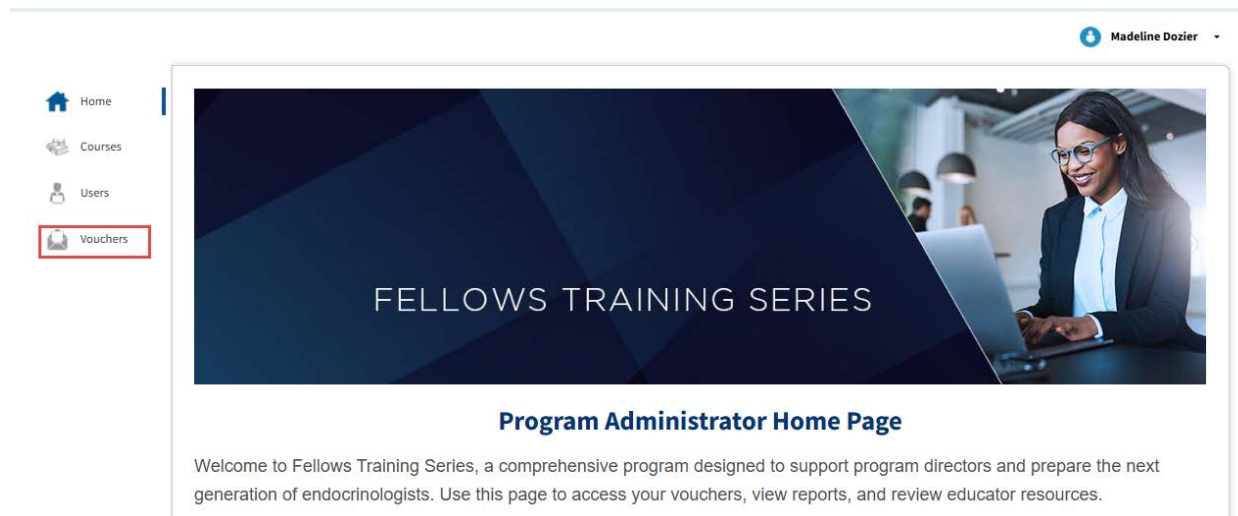 Madeline Dozier
Home
Courses
Users
Vouchers
FELLOWS TRAINING SERIES
Program Administrator Home Page
Welcome to Fellows Training Series, a comprehensive program designed to support program directors and prepare the next
generation of endocrinologists. Use this page to access your vouchers, view reports, and review educator resources.